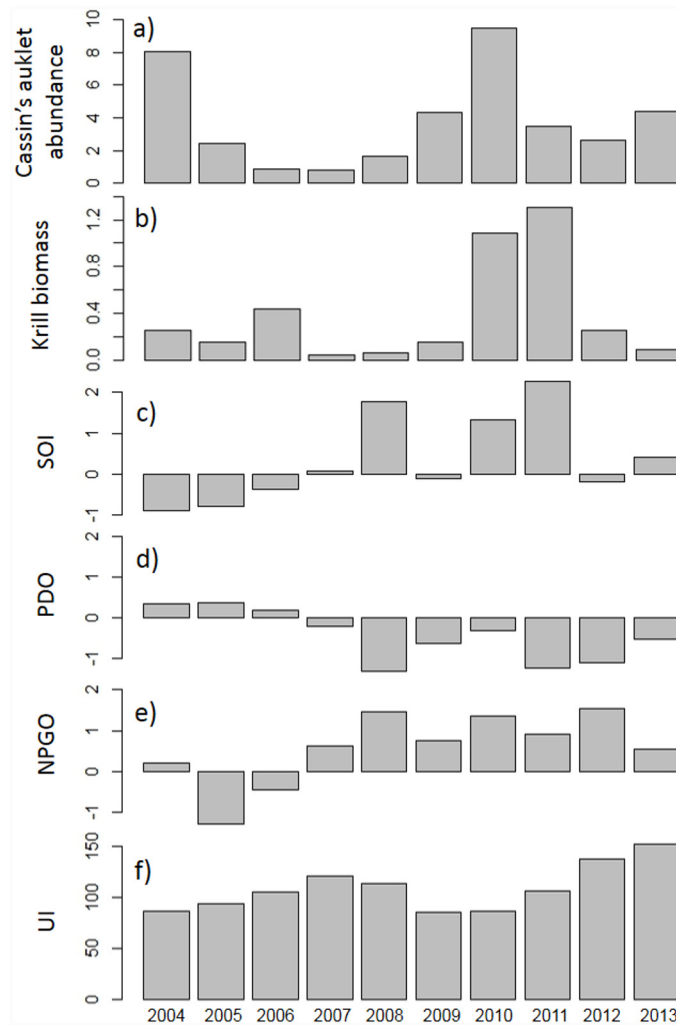 a)
Cassin's auklet
abundance
10
8
6
4
2
0
b)
Krill biomass
1.2
0.8
0.4
0.0
c)
SOI
2
1
0
-1
d)
PDO
2
1
0
-1
e)
NPGO
2
1
0
-1
f)
UI
150
100
50
0
2004 2005 2006 2007 2008 2009 2010 2011 2012 2013